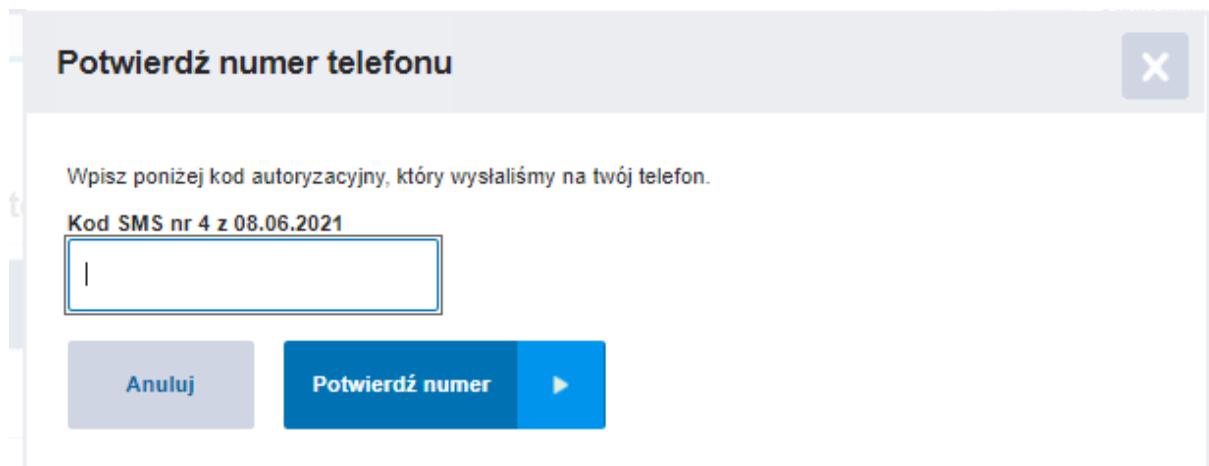 Potwierdź numer telefonu
Wpisz poniżej kod autoryzacyjny, który wysłaliśmy na twój telefon.
Kod SMS nr 4 z 08.06.2021
Anuluj
Potwierdź numer